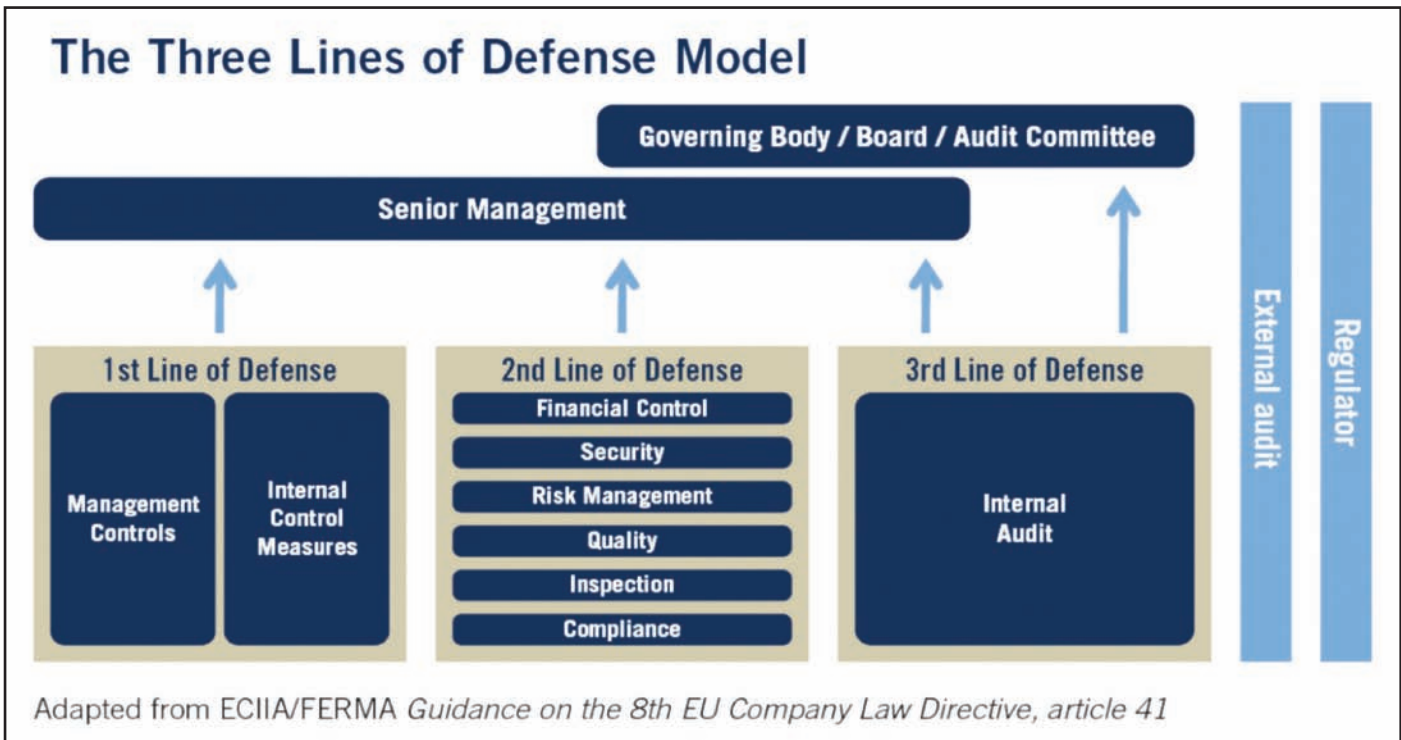 The Three Lines of Defense Model
Governing Body / Board / Audit Committee
Senior Management
1st Line of Defense
Management
Controls
Internal
Control
Measures
2nd Line of Defense
Financial Control
Security
Risk Management
Quality
Inspection
Compliance
3rd Line of Defense
Internal
Audit
External audit
Regulator
Adapted from ECIIA/FERMA Guidance on the 8th EU Company Law Directive, article 41